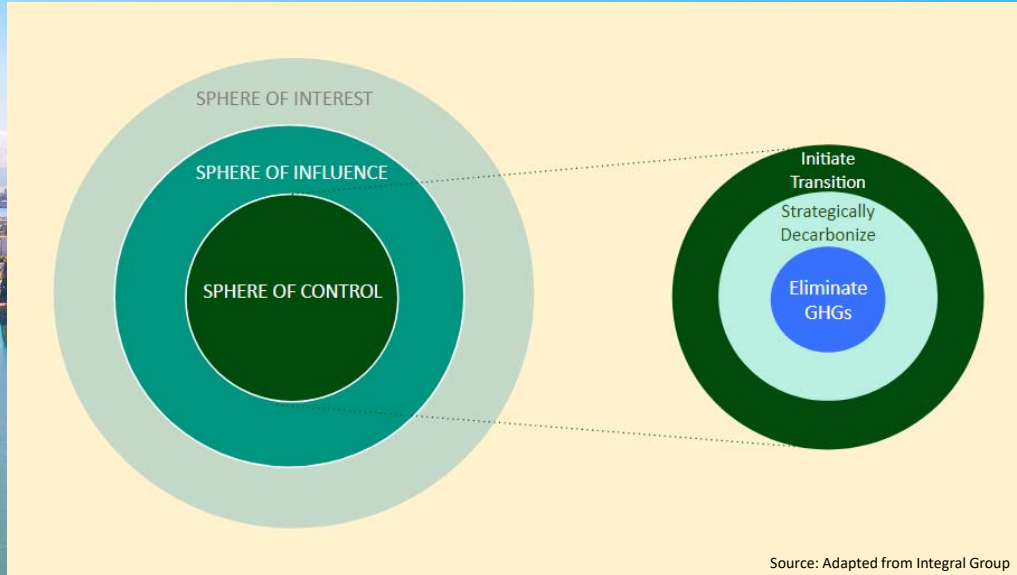 SPHERE OF INTEREST
SPHERE OF INFLUENCE
SPHERE OF CONTROL
Initiate
Transition
Strategically
Decarbonize
Eliminate
GHGs
Source: Adapted from Integral Group